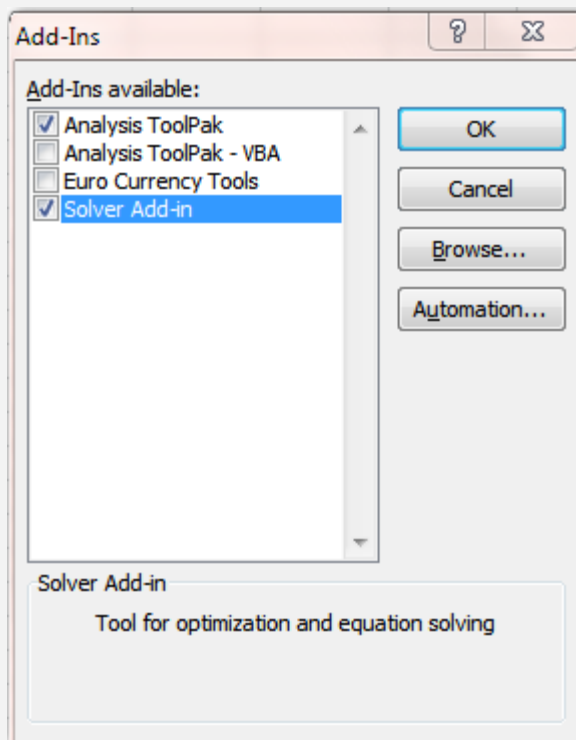 Add-Ins
Add-Ins available:
Analysis ToolPak
Analysis ToolPak - VBA
Euro Currency Tools
Solver Add-in
OK
Cancel
Browse...
Automation...
Solver Add-in
Tool for optimization and equation solving